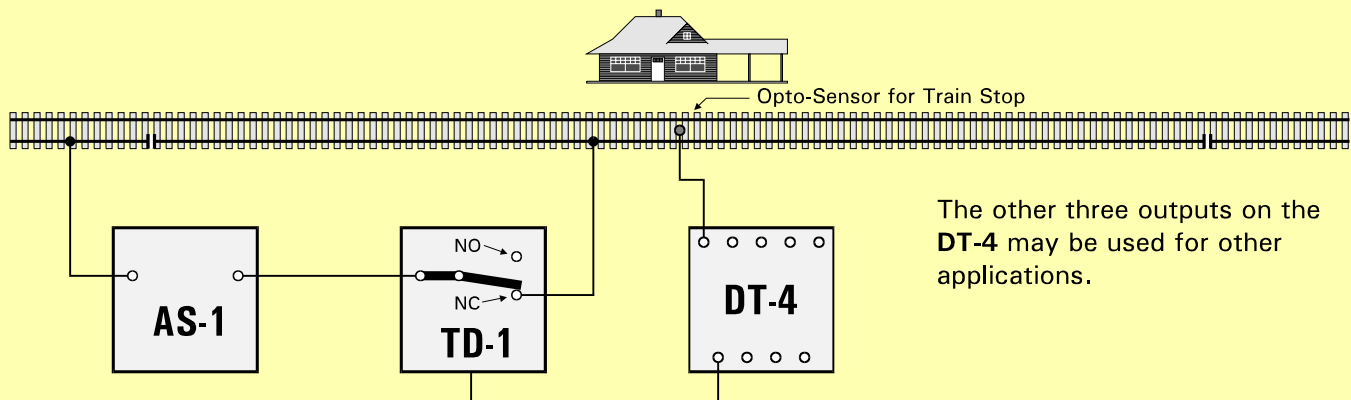 Opto-Sensor for Train Stop
The other three outputs on the
DT-4 may be used for other
applications.
AS-1
NO
NC
TD-1
DT-4